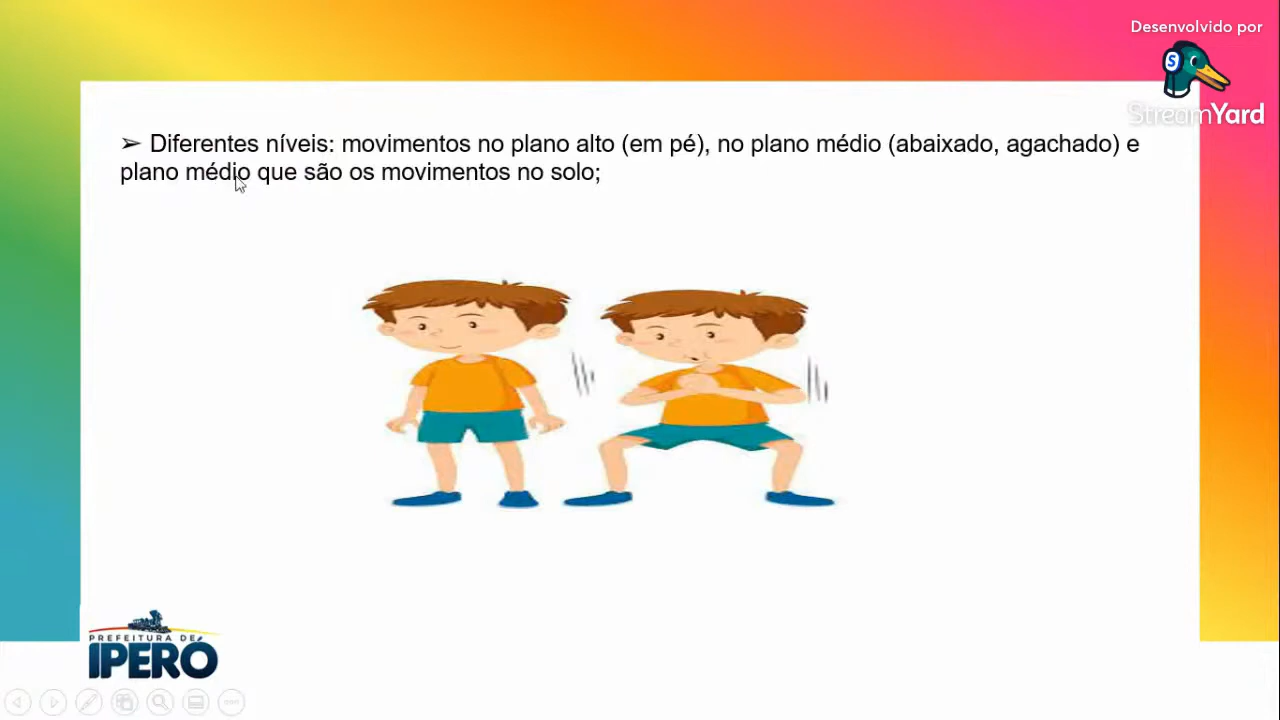 Desenvolvido por
StreamYard
➢ Diferentes níveis: movimentos no plano alto (em pé), no plano médio (abaixado, agachado) e
plano médio que são os movimentos no solo;
PREFEITURA DE
IPERÓ